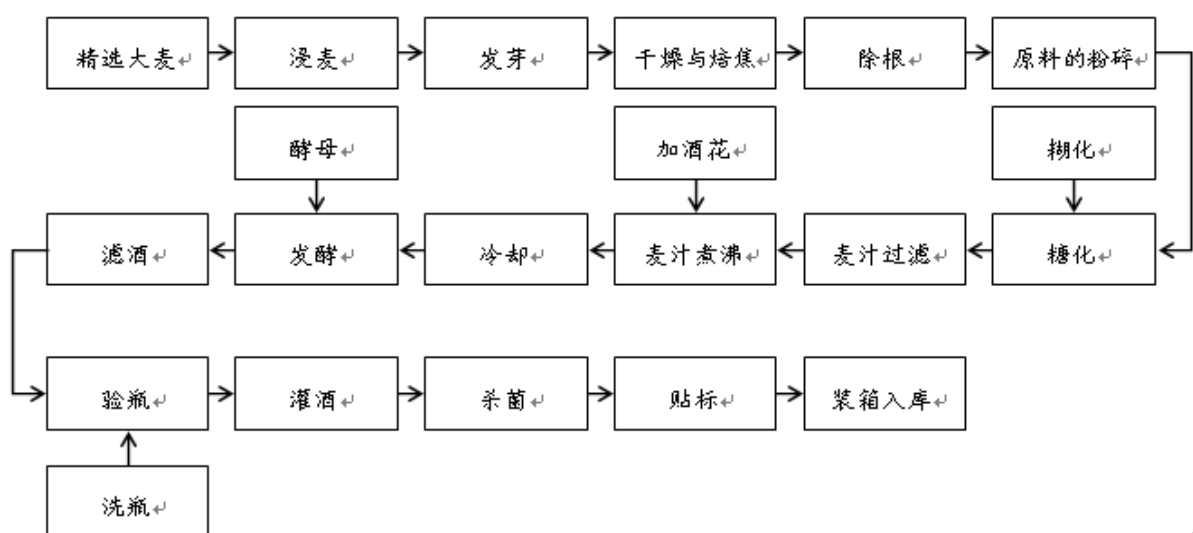 精选大麦
浸麦
发芽
干燥与焙焦
除根
原料的粉碎
酵母
加酒花
糊化
滤酒
发酵
冷却
麦汁煮沸
麦汁过滤
糖化
验瓶
灌酒
杀菌
贴标
装箱入库
洗瓶